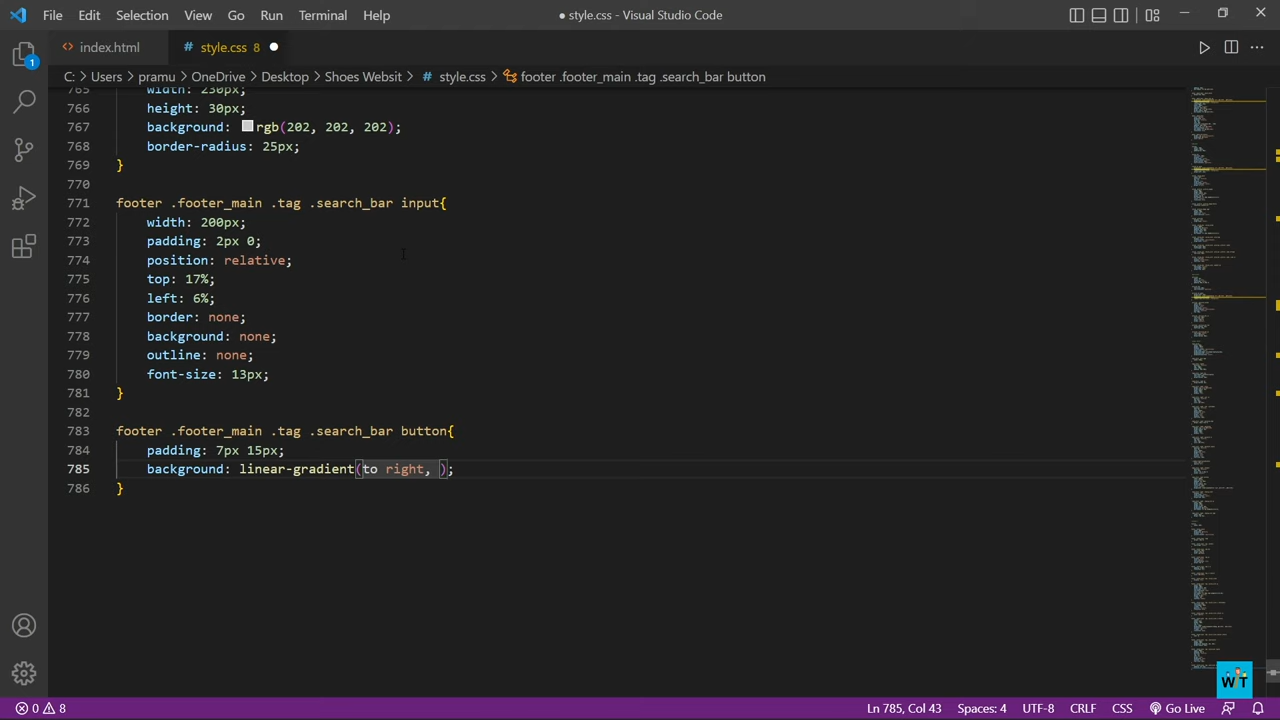 File Edit Selection View Go Run Terminal Help
● style.css - Visual Studio Code
index.html
# style.css 8
C: > Users > pramu > OneDrive > Desktop > Shoes Websit > # style.css > footer .footer_main .tag .search_bar button
1
765 width: 230px;
766 height: 30px;
767 background: rgb(202, 202, 202);
768 border-radius: 25px;
769 }
770
771 footer .footer_main .tag .search_bar input{
772 width: 200px;
773 padding: 2px 0;
774 position: relative;
775 top: 17%;
776 left: 6%;
777 border: none;
778 background: none;
779 outline: none;
780 font-size: 13px;
781 }
782
783 footer .footer_main .tag .search_bar button{
784 padding: 7px 15px;
785 background: linear-gradient(to right, );
786 }
WT
0 8
Ln 785, Col 43 Spaces: 4 UTF-8 CRLF CSS Go Live